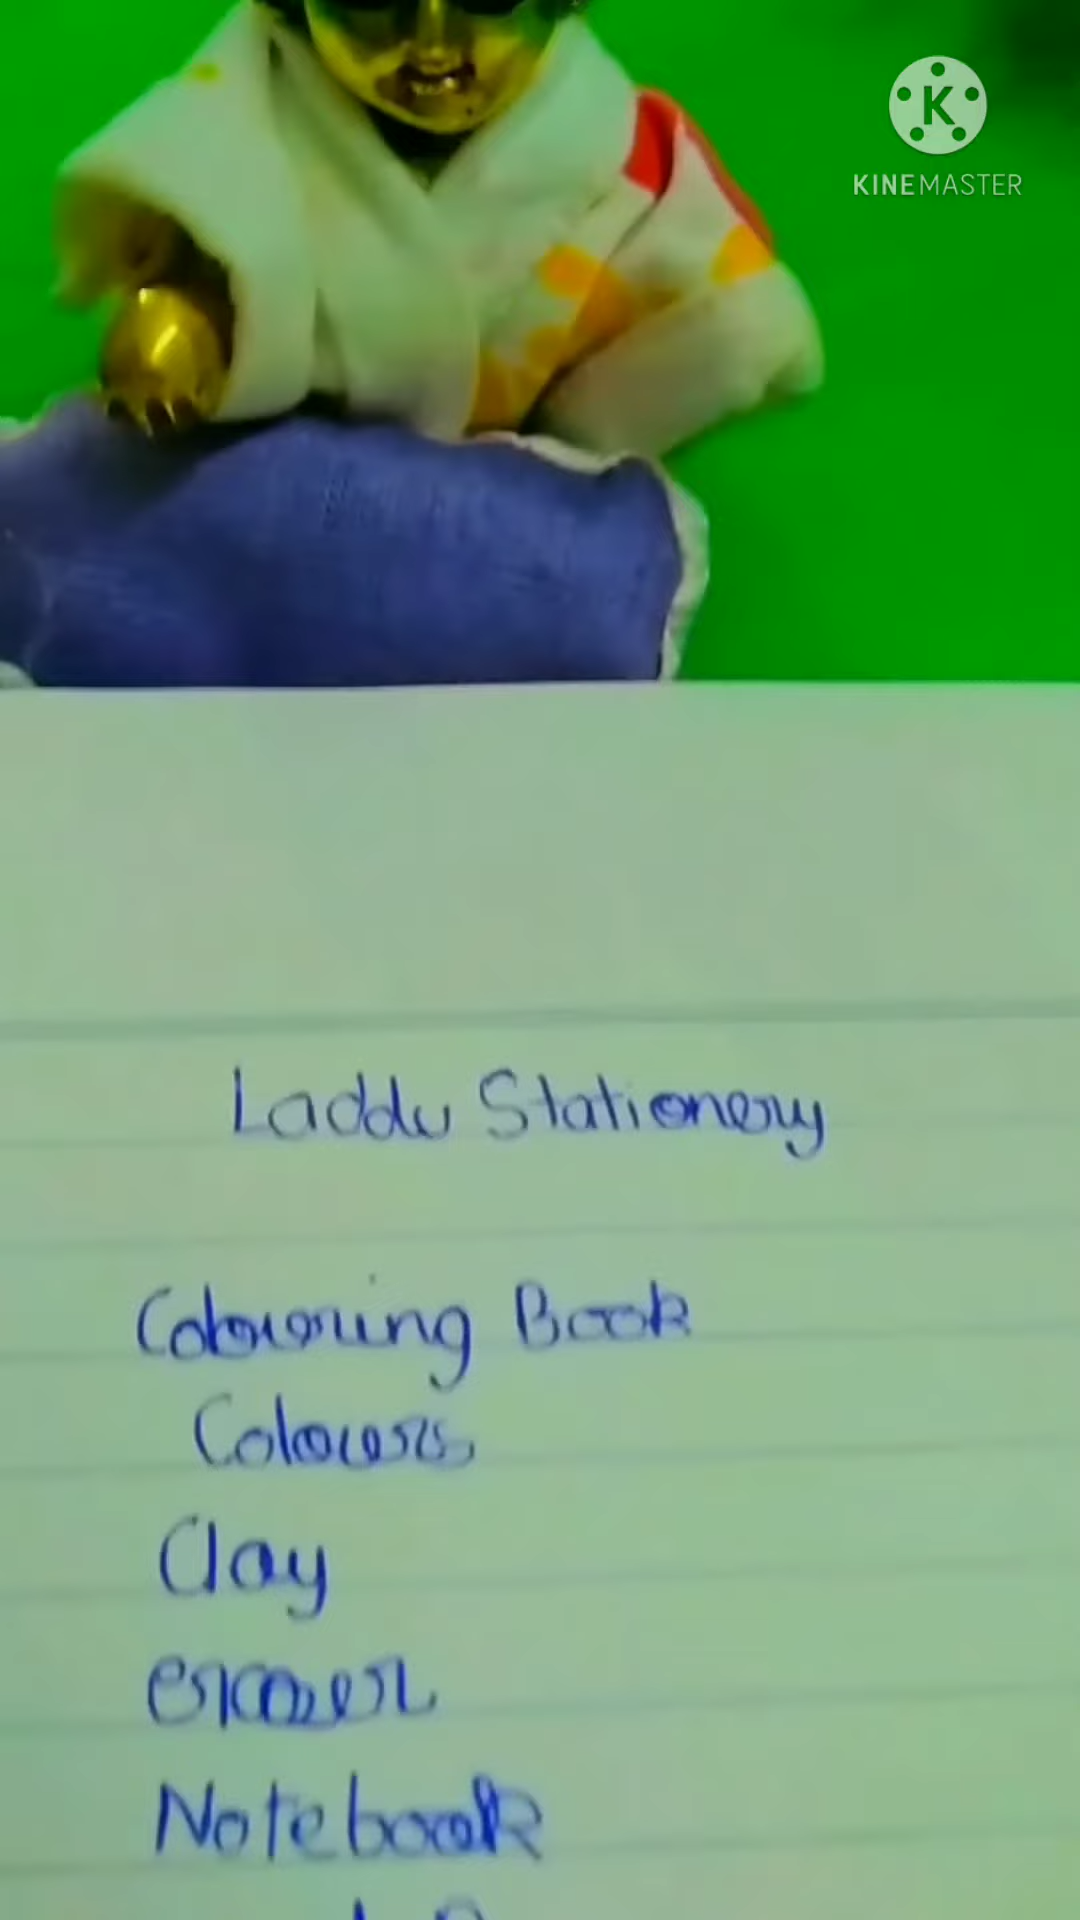 KINEMASTER
Laddu Stationery
Colouring Book
Colours
Clay
eraser
Notebook